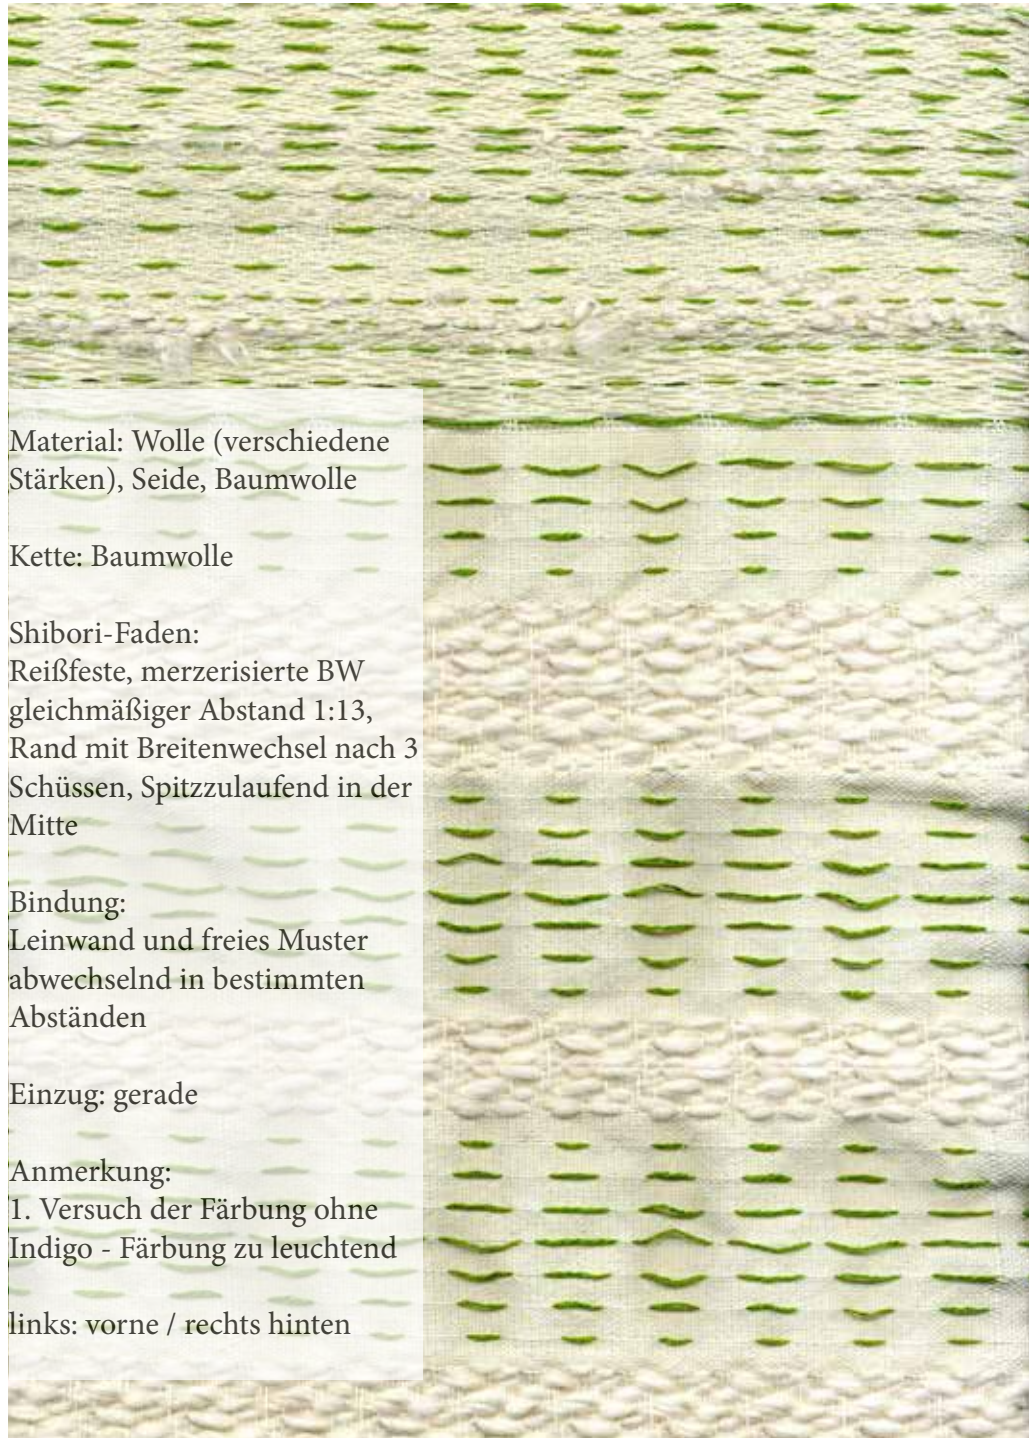 Material: Wolle (verschiedene
Stärken), Seide, Baumwolle
Kette: Baumwolle
Shibori-Faden:
Reißfeste, merzerisierte BW
gleichmäßiger Abstand 1:13,
Rand mit Breitenwechsel nach 3
Schüssen, Spitzzulaufend in der
Mitte
Bindung:
Leinwand und freies Muster
abwechselnd in bestimmten
Abständen
Einzug: gerade
Anmerkung:
1. Versuch der Färbung ohne
Indigo - Färbung zu leuchtend
links: vorne / rechts hinten